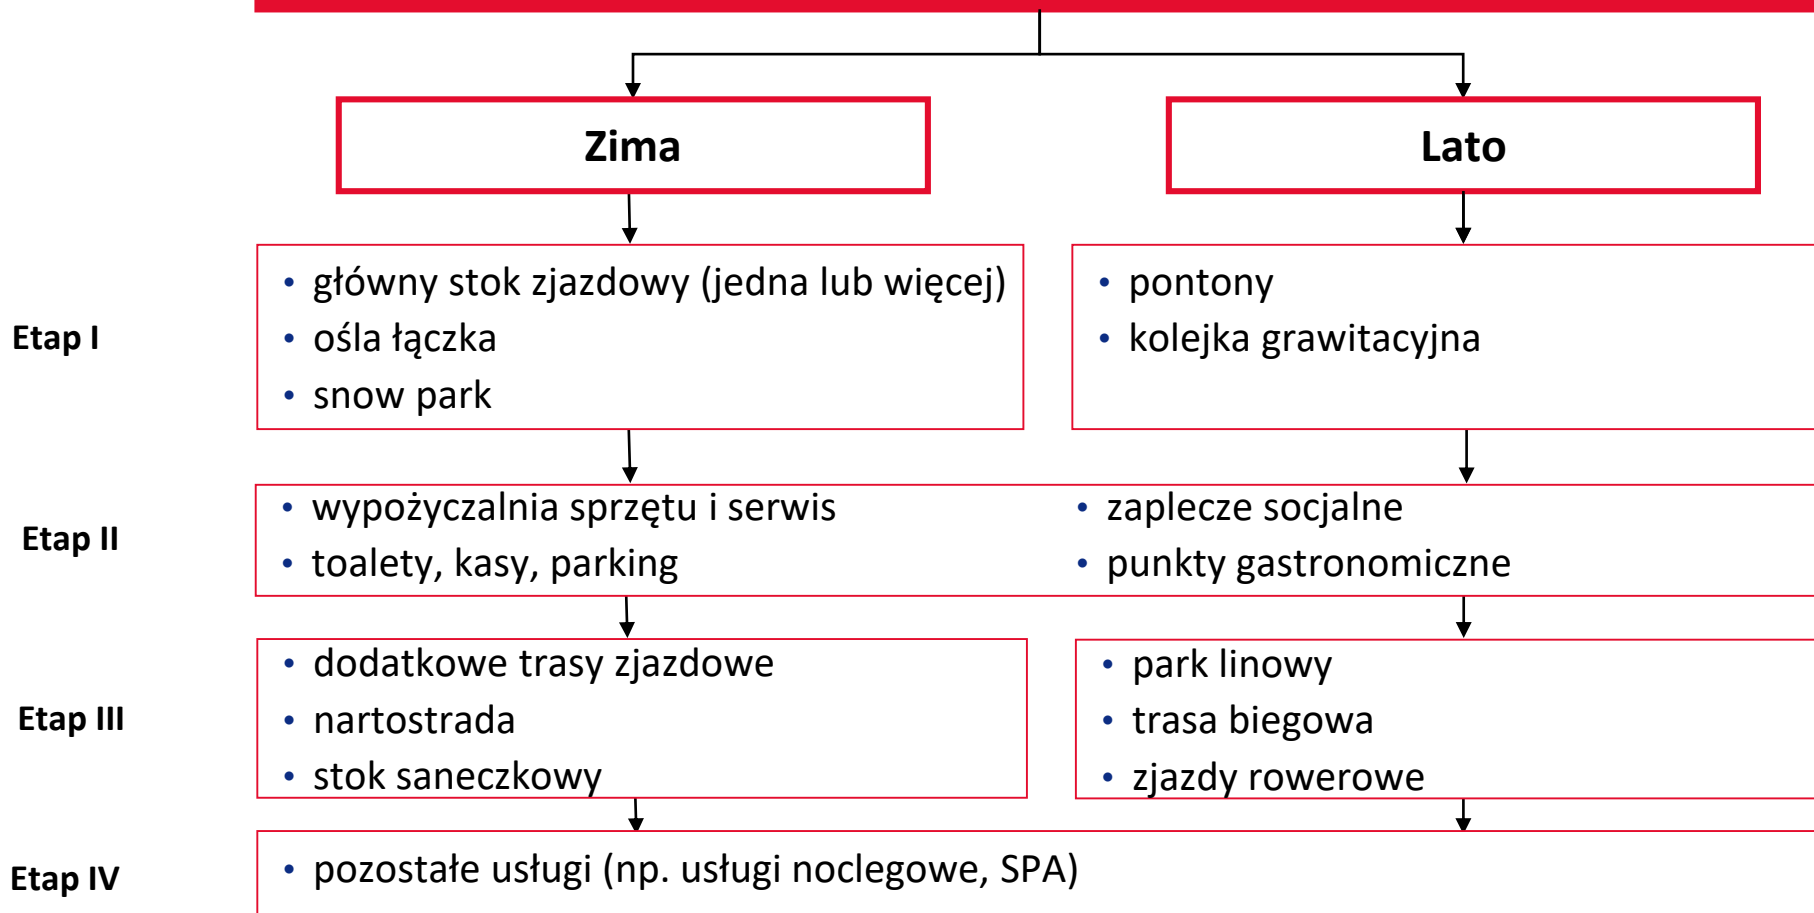 Zima
Lato
Etap I
• główny stok zjazdowy (jedna lub więcej)
• ośla łączka
• snow park
• pontony
• kolejka grawitacyjna
Etap II
• wypożyczalnia sprzętu i serwis
• toalety, kasy, parking
• zaplecze socjalne
• punkty gastronomiczne
Etap III
• dodatkowe trasy zjazdowe
• nartostrada
• stok saneczkowy
• park linowy
• trasa biegowa
• zjazdy rowerowe
Etap IV
• pozostałe usługi (np. usługi noclegowe, SPA)